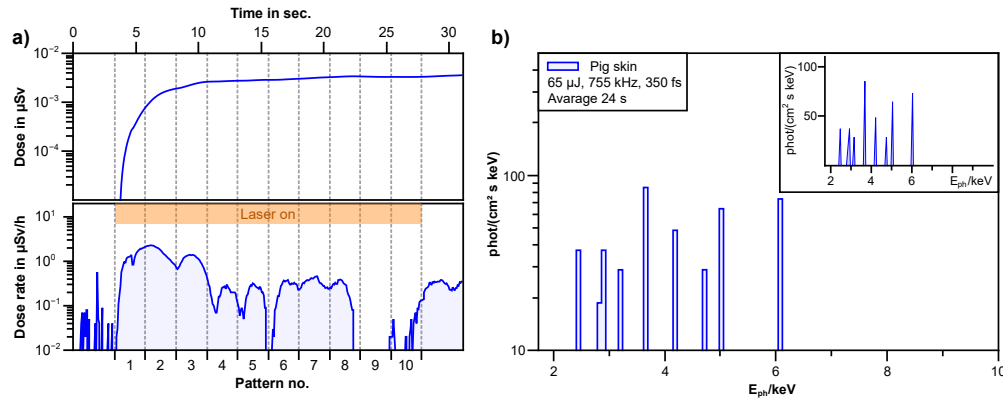 a)
Time in sec.
0 5 10 15 20 25 30
Dose in µSv
10⁻²
10⁻³
10⁻⁴
Dose rate in µSv/h
10¹
10⁰
10⁻¹
10⁻²
Laser on
1 2 3 4 5 6 7 8 9 10
Pattern no.
b)
Pig skin
65 µJ, 755 kHz, 350 fs
Avarage 24 s
phot/(cm² s keV)
100
10
2 4 6 8 10
E_ph/keV
phot/(cm² s keV)
100
50
2 4 6
E_ph/keV